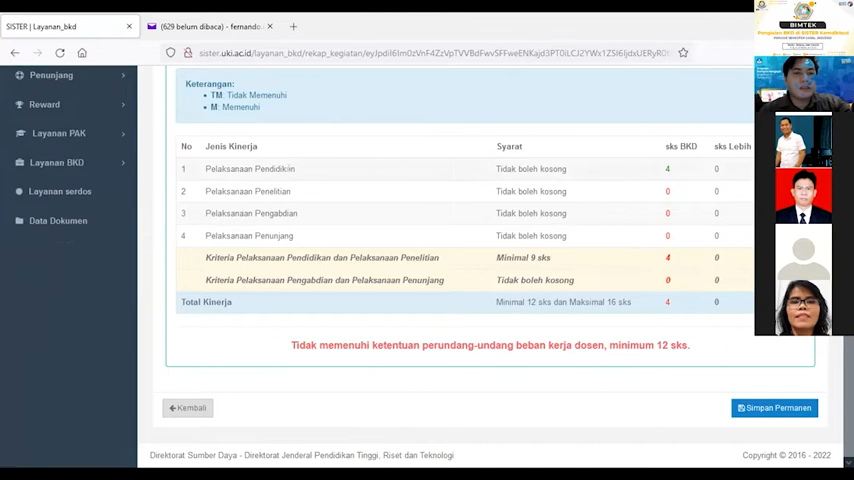 SISTER | Layanan_bkd
(629 belum dibaca) - fernando.
sister.uki.ac.id/layanan_bkd/rekap_kegiatan/
Penunjang
Reward
Layanan PAK
Layanan BKD
Layanan serdos
Data Dokumen
Keterangan:
TM: Tidak Memenuhi
M: Memenuhi
No Jenis Kinerja Syarat sks BKD sks Lebih
1 Pelaksanaan Pendidikan Tidak boleh kosong 4 0
2 Pelaksanaan Penelitian Tidak boleh kosong 0 0
3 Pelaksanaan Pengabdian Tidak boleh kosong 0 0
4 Pelaksanaan Penunjang Tidak boleh kosong 0 0
Kriteria Pelaksanaan Pendidikan dan Pelaksanaan Penelitian Minimal 9 sks 4 0
Kriteria Pelaksanaan Pengabdian dan Pelaksanaan Penunjang Tidak boleh kosong 0 0
Total Kinerja Minimal 12 sks dan Maksimal 16 sks 4 0
Tidak memenuhi ketentuan perundang-undang beban kerja dosen, minimum 12 sks.
Kembali
Simpan Permanen
Direktorat Sumber Daya - Direktorat Jenderal Pendidikan Tinggi, Riset dan Teknologi
Copyright © 2016 - 2022
BIMTEK
Pengisian BKD di SISTER Kemdikbud